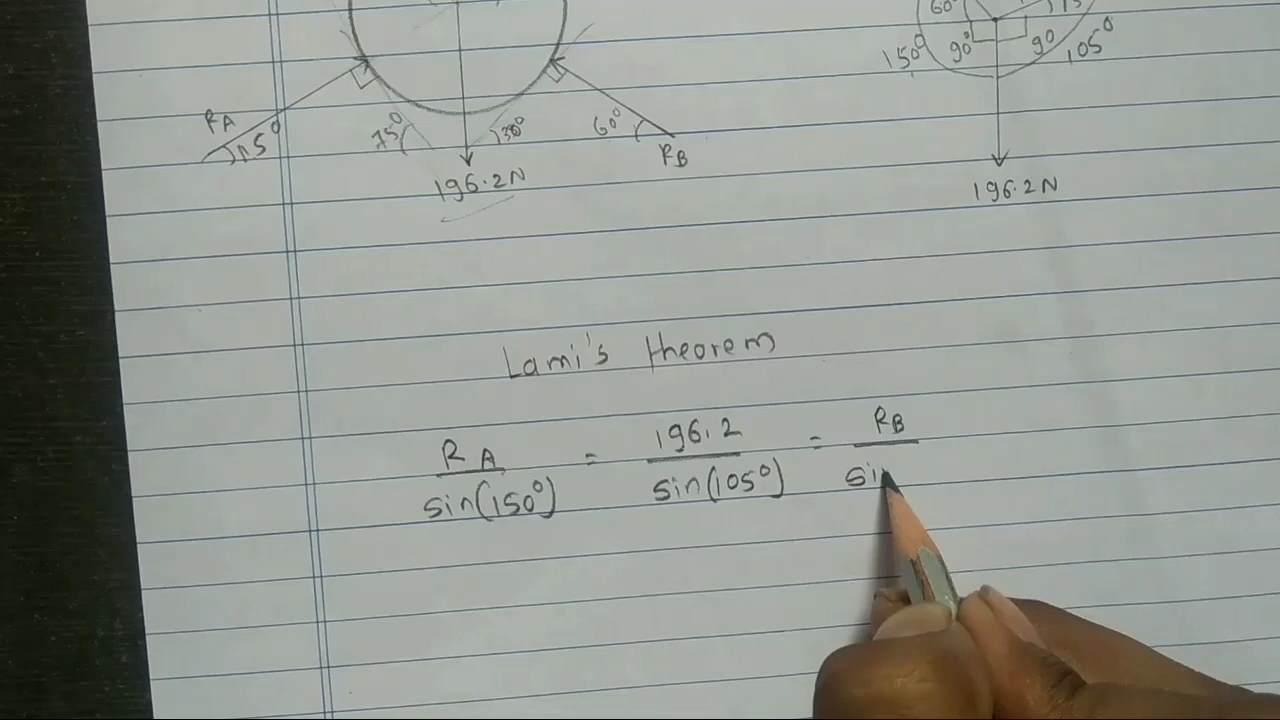 60° 15
150° 90° 90 105°
RA 15° 75° 30° 60° RB
196.2N 196.2N
Lami's theorem
RA = 196.2 = RB
sin(150°) sin(105°) sin